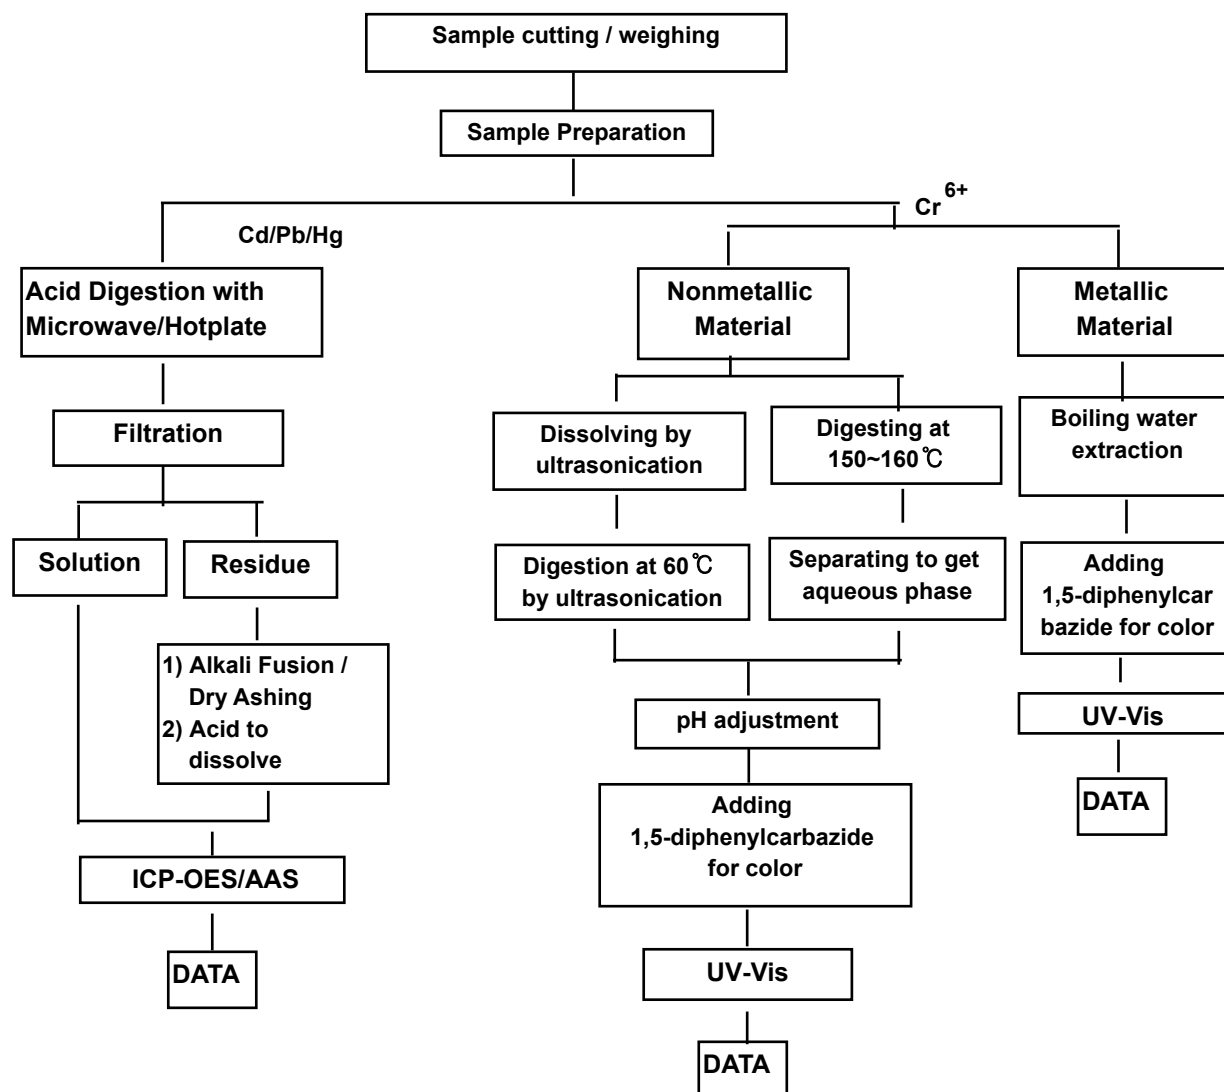 Sample cutting / weighing
Sample Preparation
Cr 6+
Cd/Pb/Hg
Acid Digestion with
Microwave/Hotplate
Nonmetallic
Material
Metallic
Material
Filtration
Dissolving by
ultrasonication
Digesting at
150~160℃
Boiling water
extraction
Solution
Residue
Digestion at 60℃
by ultrasonication
Separating to get
aqueous phase
Adding
1,5-diphenylcar
bazide for color
1) Alkali Fusion /
Dry Ashing
2) Acid to
dissolve
pH adjustment
UV-Vis
DATA
Adding
1,5-diphenylcarbazide
for color
ICP-OES/AAS
UV-Vis
DATA
DATA